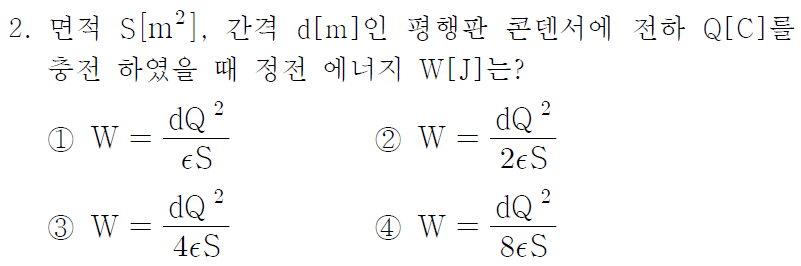 2. 면적 S[m²], 간격 d[m]인 평행판 콘덴서에 전하 Q[C]를
충전 하였을 때 정전 에너지 W[J]는?
① W = dQ²/ϵS ② W = dQ²/2ϵS
③ W = dQ²/4ϵS ④ W = dQ²/8ϵS